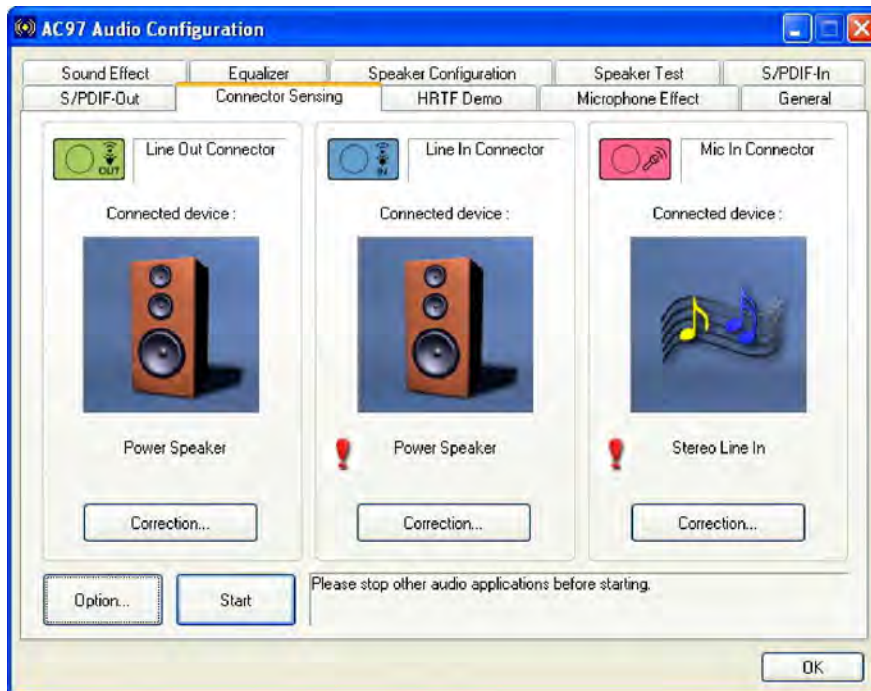 AC97 Audio Configuration
Sound Effect
Equalizer
Speaker Configuration
Speaker Test
S/PDIF-In
S/PDIF-Out
Connector Sensing
HRTF Demo
Microphone Effect
General
OUT
Line Out Connector
IN
Line In Connector
Mic In Connector
Connected device :
Connected device :
Connected device :
Power Speaker
Power Speaker
Stereo Line In
Correction...
Correction...
Correction...
Option...
Start
Please stop other audio applications before starting.
OK